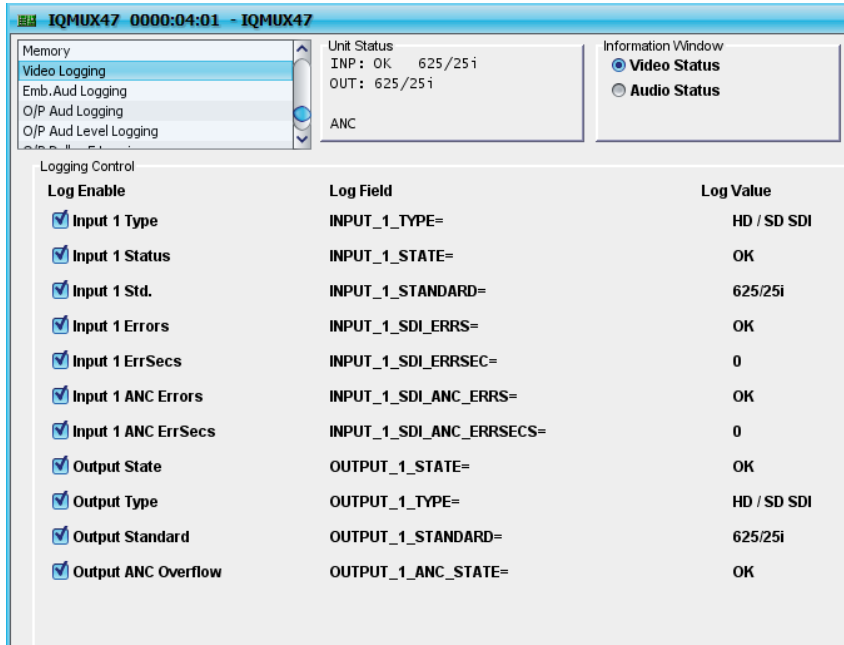 IQMUX47 0000:04:01 - IQMUX47
Memory
Video Logging
Emb.Aud Logging
O/P Aud Logging
O/P Aud Level Logging
Unit Status
INP: OK 625/25i
OUT: 625/25i
ANC
Information Window
Video Status
Audio Status
Logging Control
Log Enable Log Field Log Value
Input 1 Type INPUT_1_TYPE= HD / SD SDI
Input 1 Status INPUT_1_STATE= OK
Input 1 Std. INPUT_1_STANDARD= 625/25i
Input 1 Errors INPUT_1_SDI_ERRS= OK
Input 1 ErrSecs INPUT_1_SDI_ERRSEC= 0
Input 1 ANC Errors INPUT_1_SDI_ANC_ERRS= OK
Input 1 ANC ErrSecs INPUT_1_SDI_ANC_ERRSECS= 0
Output State OUTPUT_1_STATE= OK
Output Type OUTPUT_1_TYPE= HD / SD SDI
Output Standard OUTPUT_1_STANDARD= 625/25i
Output ANC Overflow OUTPUT_1_ANC_STATE= OK